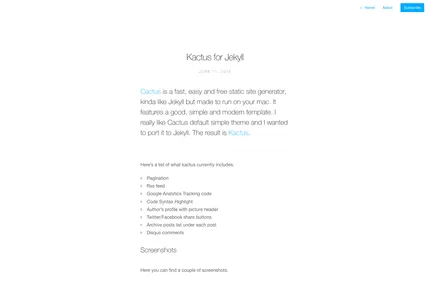 Home About Subscribe
Kactus for Jekyll
Cactus is a fast, easy and free static site generator,
kinda like Jekyll but made to run on your mac. It
features a good, simple and modern template. I
really like Cactus default simple theme and I wanted
to port it to Jekyll. The result is Kactus.
Here's a list of what kactus currently includes:
Pagination
Rss feed
Google Analytics Tracking code
Code Syntax Highlight
Author's profile with picture header
Twitter/Facebook share buttons
Archive posts list under each post
Disqus comments
Screenshots
Here you can find a couple of screenshots.